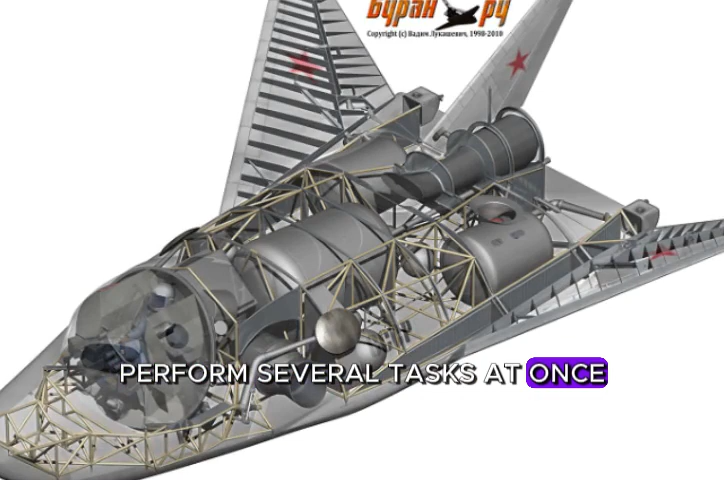 буран ру
Copyright (c) Вадим Лукашевич, 1998-2010
PERFORM SEVERAL TASKS AT ONCE